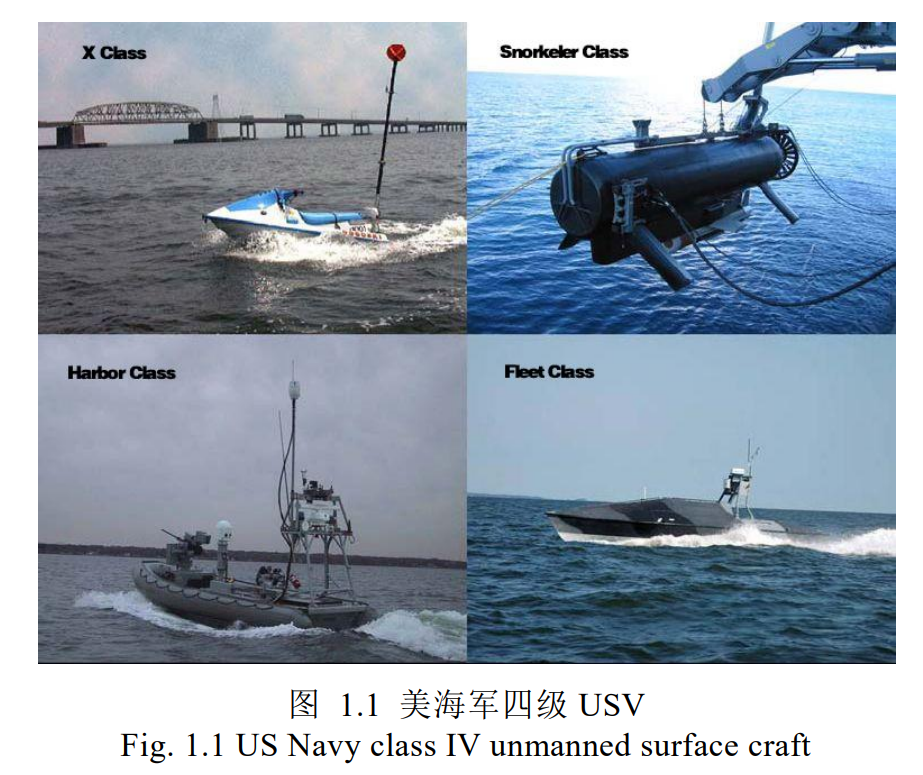 X Class
Snorkeler Class
Harbor Class
Fleet Class
图 1.1 美海军四级 USV
Fig. 1.1 US Navy class IV unmanned surface craft